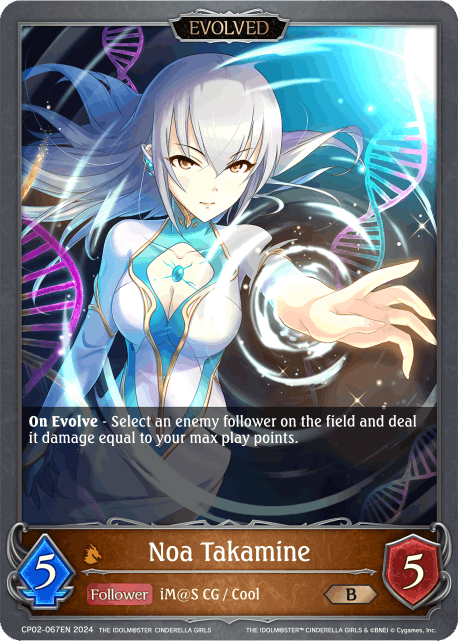 EVOLVED
On Evolve - Select an enemy follower on the field and deal
it damage equal to your max play points.
Noa Takamine
5
5
Follower iM@S CG / Cool
B
CP02-067EN 2024 THE IDOLM@STER CINDERELLA GIRLS THE IDOLM@STER™ CINDERELLA GIRLS & ©BNEI © Cygames, Inc.